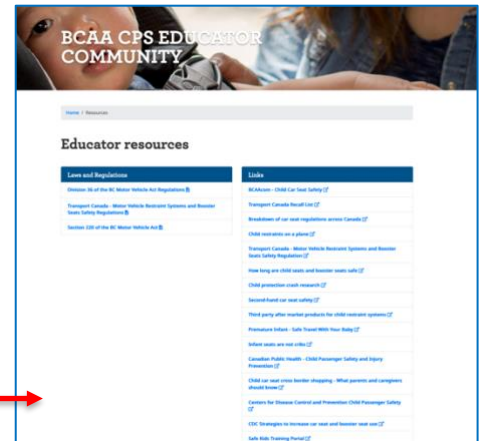 BCAA CPS EDUCATOR
COMMUNITY
Home / Resources
Educator resources
Laws and Regulations
Division 36 of the BC Motor Vehicle Act Regulations
Transport Canada - Motor Vehicle Restraint Systems and Booster
Seats Safety Regulations
Section 220 of the BC Motor Vehicle Act
Links
BCAA.com - Child Car Seat Safety
Transport Canada Recall List
Breakdown of car seat regulations across Canada
Child restraints on a plane
Transport Canada - Motor Vehicle Restraint Systems and Booster
Seats Safety Regulation
How long are child seats and booster seats safe
Child protection crash research
Second-hand car seat safety
Third party after market products for child restraint systems
Premature Infant - Safe Travel With Your Baby
Infant seats are not cribs
Canadian Public Health - Child Passenger Safety and Injury
Prevention
Child car seat cross border shopping - What parents and caregivers
should know
Centers for Disease Control and Prevention Child Passenger Safety
CDC Strategies to increase car seat and booster seat use
Safe Kids Training Portal